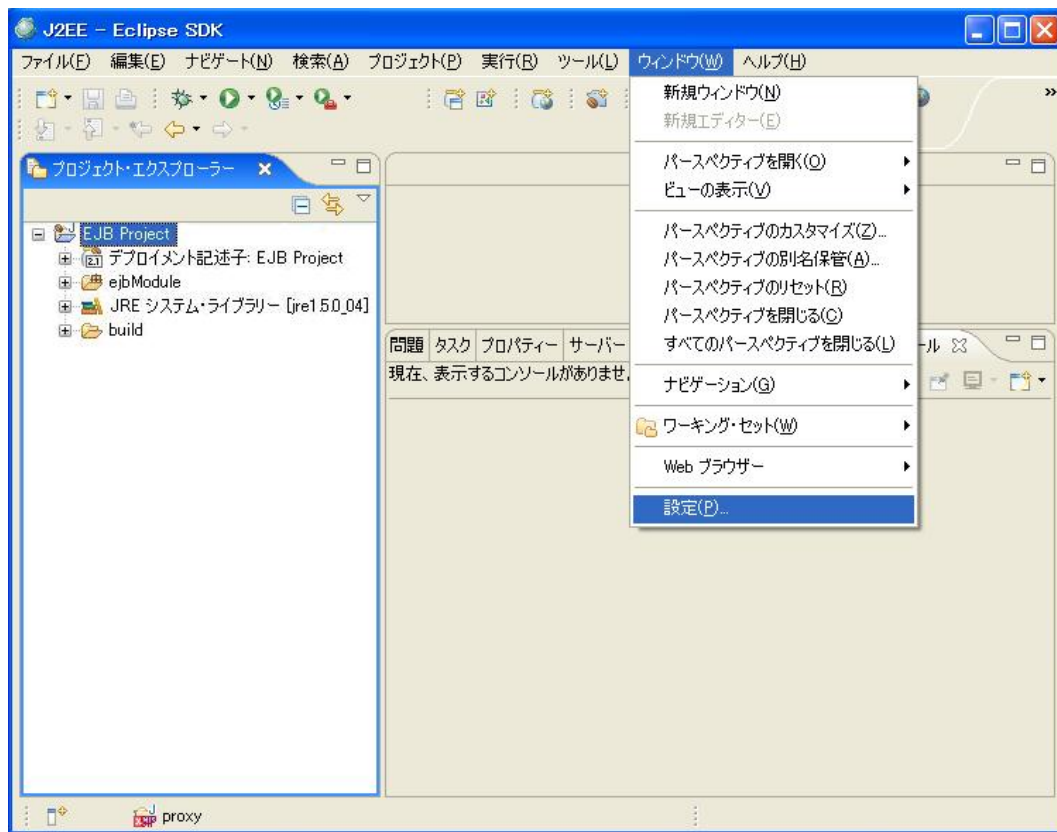 J2EE - Eclipse SDK
ファイル(F) 編集(E) ナビゲート(N) 検索(A) プロジェクト(P) 実行(R) ツール(L) ウィンドウ(W) ヘルプ(H)
新規ウィンドウ(N)
新規エディター(E)
パースペクティブを開く(O)
ビューの表示(V)
パースペクティブのカスタマイズ(Z)...
パースペクティブの別名保管(A)...
パースペクティブのリセット(R)
パースペクティブを閉じる(C)
すべてのパースペクティブを閉じる(L)
ナビゲーション(G)
ワーキング・セット(W)
Web ブラウザー
設定(P)...
プロジェクト・エクスプローラー
EJB Project
デプロイメント記述子: EJB Project
ejbModule
JRE システム・ライブラリー [jre1.5.0_04]
build
問題 タスク プロパティー サーバー ール
現在、表示するコンソールがありませ
proxy